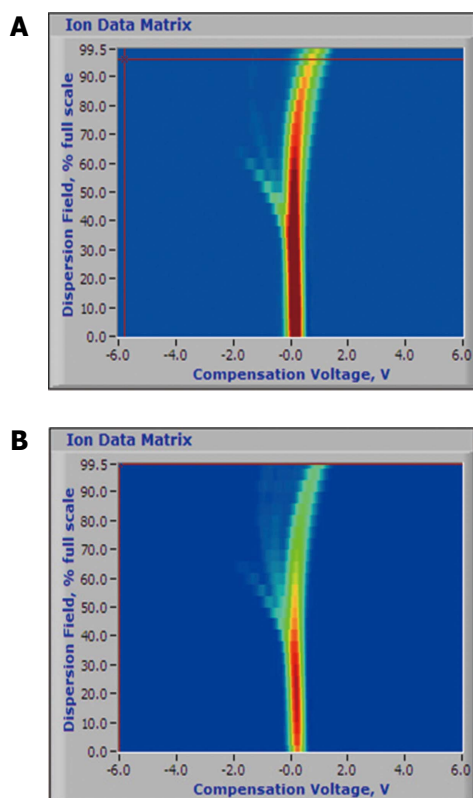 A
Ion Data Matrix
Dispersion Field, % full scale
99.5
90.0
80.0
70.0
60.0
50.0
40.0
30.0
20.0
10.0
0.0
-6.0 -4.0 -2.0 -0.0 2.0 4.0 6.0
Compensation Voltage, V
B
Ion Data Matrix
Dispersion Field, % full scale
99.5
90.0
80.0
70.0
60.0
50.0
40.0
30.0
20.0
10.0
0.0
-6.0 -4.0 -2.0 -0.0 2.0 4.0 6.0
Compensation Voltage, V